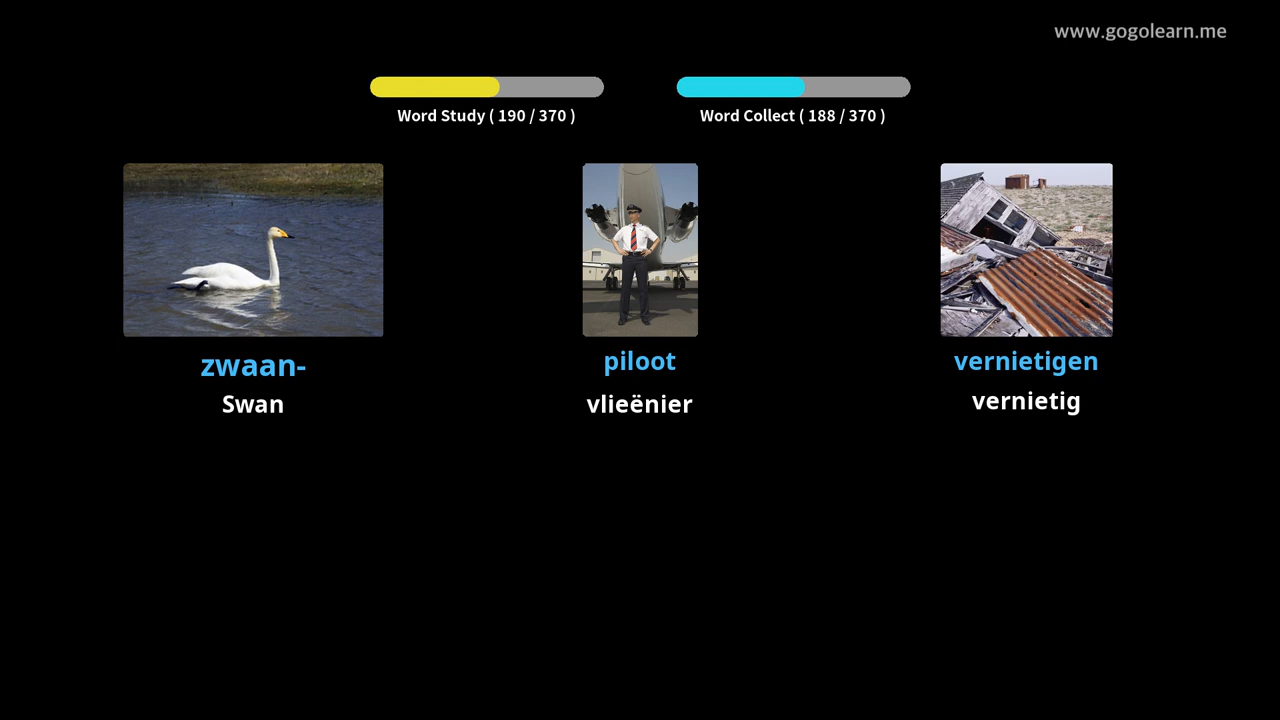 www.gogolearn.me
Word Study ( 190 / 370 )
Word Collect ( 188 / 370 )
zwaan-
Swan
piloot
vlieënier
vernietigen
vernietig